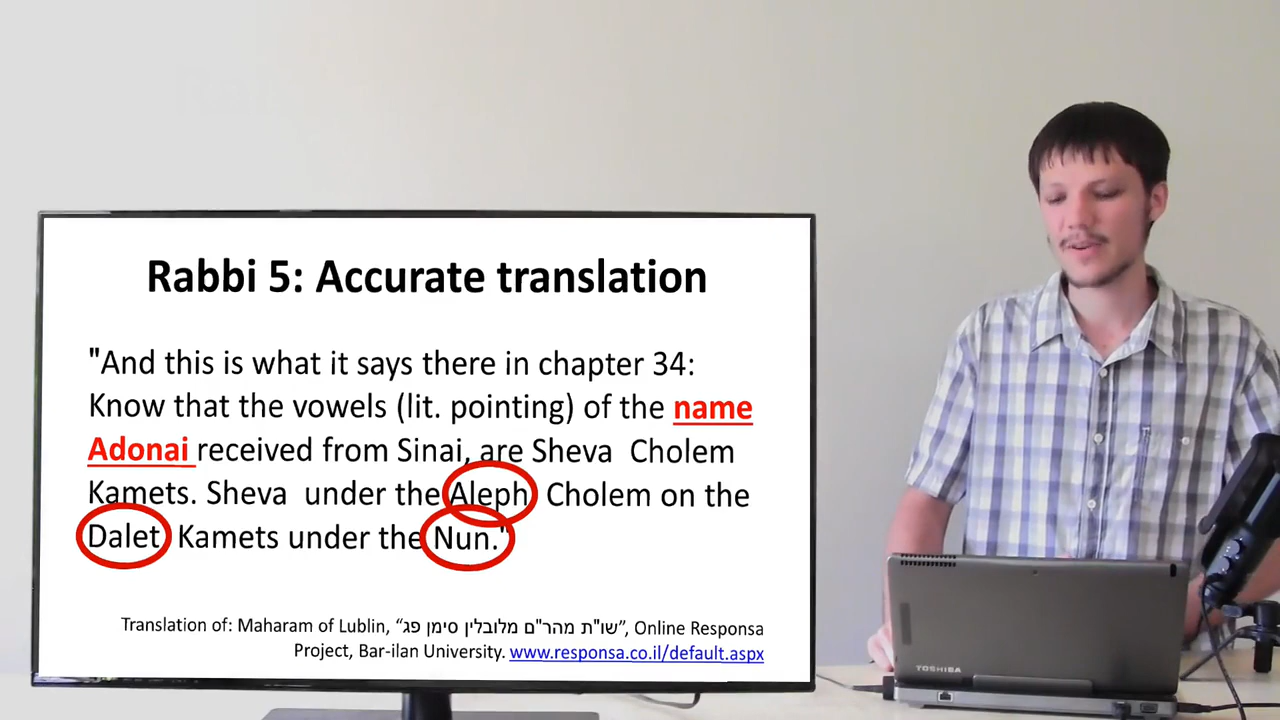 Rabbi 5: Accurate translation
"And this is what it says there in chapter 34:
Know that the vowels (lit. pointing) of the name
Adonai received from Sinai, are Sheva Cholem
Kamets. Sheva under the Aleph Cholem on the
Dalet Kamets under the Nun."
Translation of: Maharam of Lublin, “שו"ת מהר"ם מלובלין סימן פג”, Online Responsa
Project, Bar-ilan University. www.responsa.co.il/default.aspx
TOSHIBA